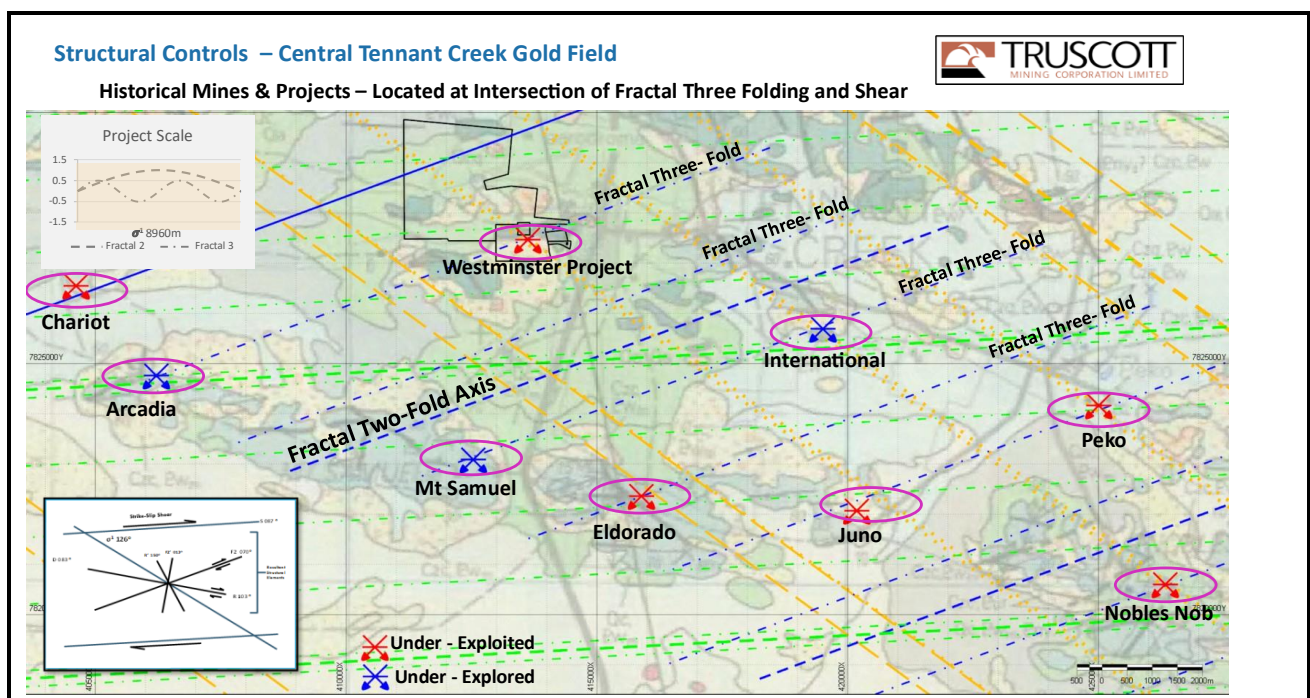 Structural Controls – Central Tennant Creek Gold Field
TRUSCOTT
MINING CORPORATION LIMITED
Historical Mines & Projects – Located at Intersection of Fractal Three Folding and Shear
Project Scale
1.5
0.5
-0.5
-1.5
σ¹ 8960m
Fractal 2
Fractal 3
Fractal Three- Fold
Fractal Three- Fold
Fractal Three- Fold
Fractal Three- Fold
Westminster Project
Chariot
International
7825000Y
7825000Y
Arcadia
Fractal Two-Fold Axis
Peko
Mt Samuel
Eldorado
Juno
Nobles Nob
Strike-Slip Shear
σ¹ 126°
Under - Exploited
Under - Explored
410000X
415000X
420000X
500 0 500 1000 1500 2000m